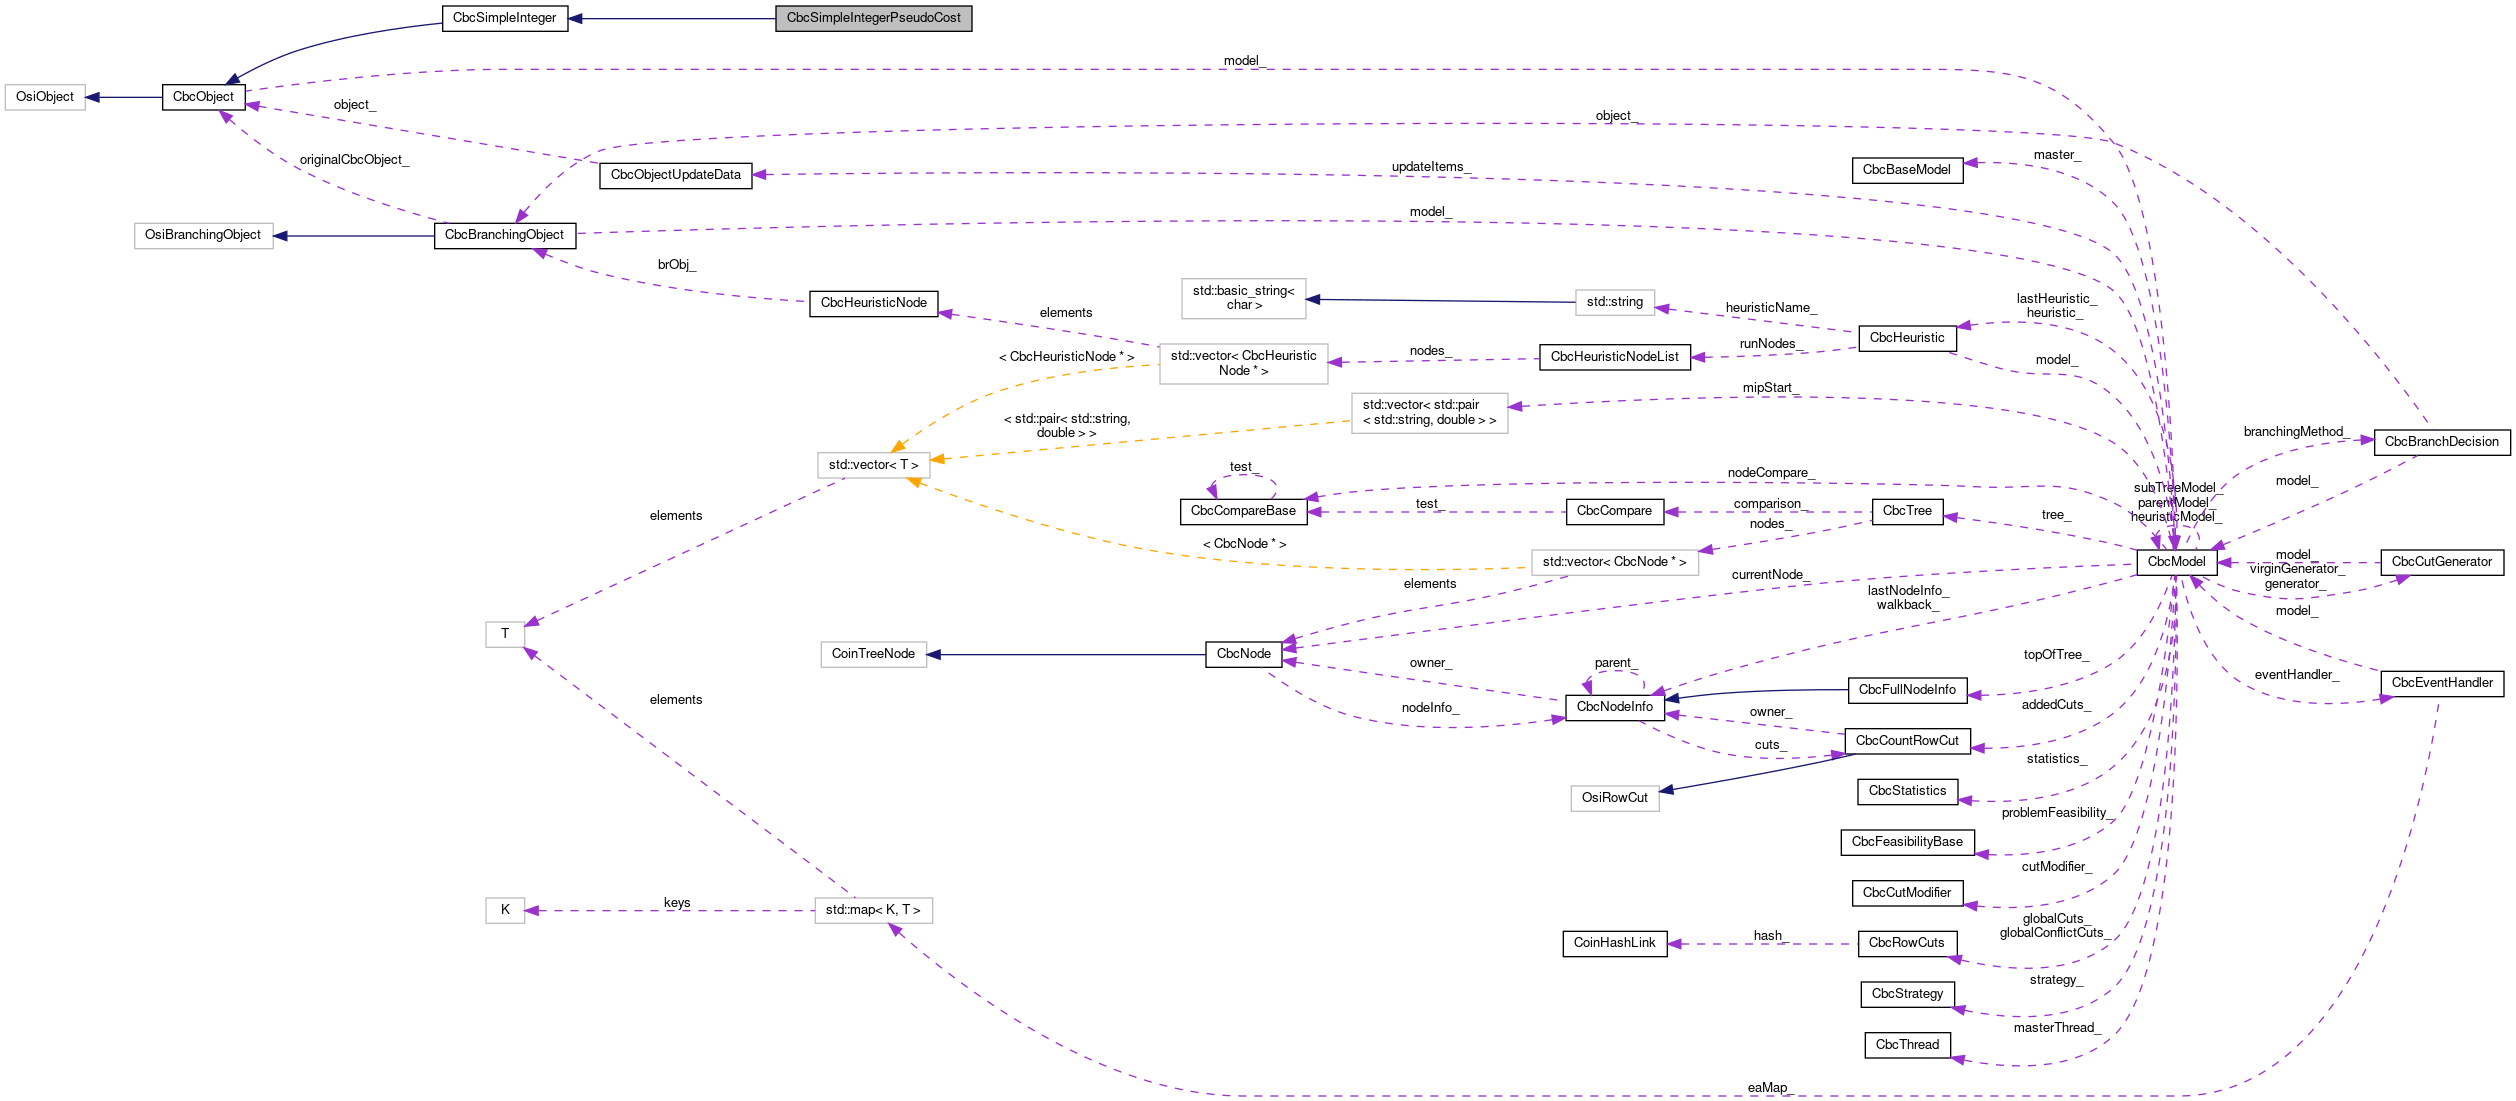 CbcSimpleInteger
CbcSimpleIntegerPseudoCost
model_
OsiObject
CbcObject
object_
object_
originalCbcObject_
master_
updateItems_
CbcBaseModel
CbcObjectUpdateData
model_
OsiBranchingObject
CbcBranchingObject
brObj_
std::basic_string<
char >
std::string
CbcHeuristicNode
elements
heuristicName_
lastHeuristic_
heuristic_
CbcHeuristic
runNodes_
< CbcHeuristicNode * >
std::vector< CbcHeuristic
Node * >
nodes_
CbcHeuristicNodeList
model_
mipStart_
< std::pair< std::string,
double > >
std::vector< std::pair
< std::string, double > >
branchingMethod_
CbcBranchDecision
std::vector< T >
test_
nodeCompare_
model_
subTreeModel_
parentModel_
heuristicModel_
CbcCompareBase
test_
CbcCompare
comparison_
CbcTree
tree_
elements
nodes_
< CbcNode * >
std::vector< CbcNode * >
CbcModel
model_
CbcCutGenerator
virginGenerator_
generator_
currentNode_
elements
lastNodeInfo_
walkback_
model_
T
CoinTreeNode
CbcNode
owner_
parent_
topOfTree_
eventHandler_
CbcEventHandler
elements
nodeInfo_
CbcNodeInfo
CbcFullNodeInfo
owner_
addedCuts_
cuts_
CbcCountRowCut
statistics_
OsiRowCut
CbcStatistics
problemFeasibility_
CbcFeasibilityBase
cutModifier_
CbcCutModifier
K
keys
std::map< K, T >
globalCuts_
globalConflictCuts_
CoinHashLink
hash_
CbcRowCuts
strategy_
CbcStrategy
masterThread_
CbcThread
eaMap_